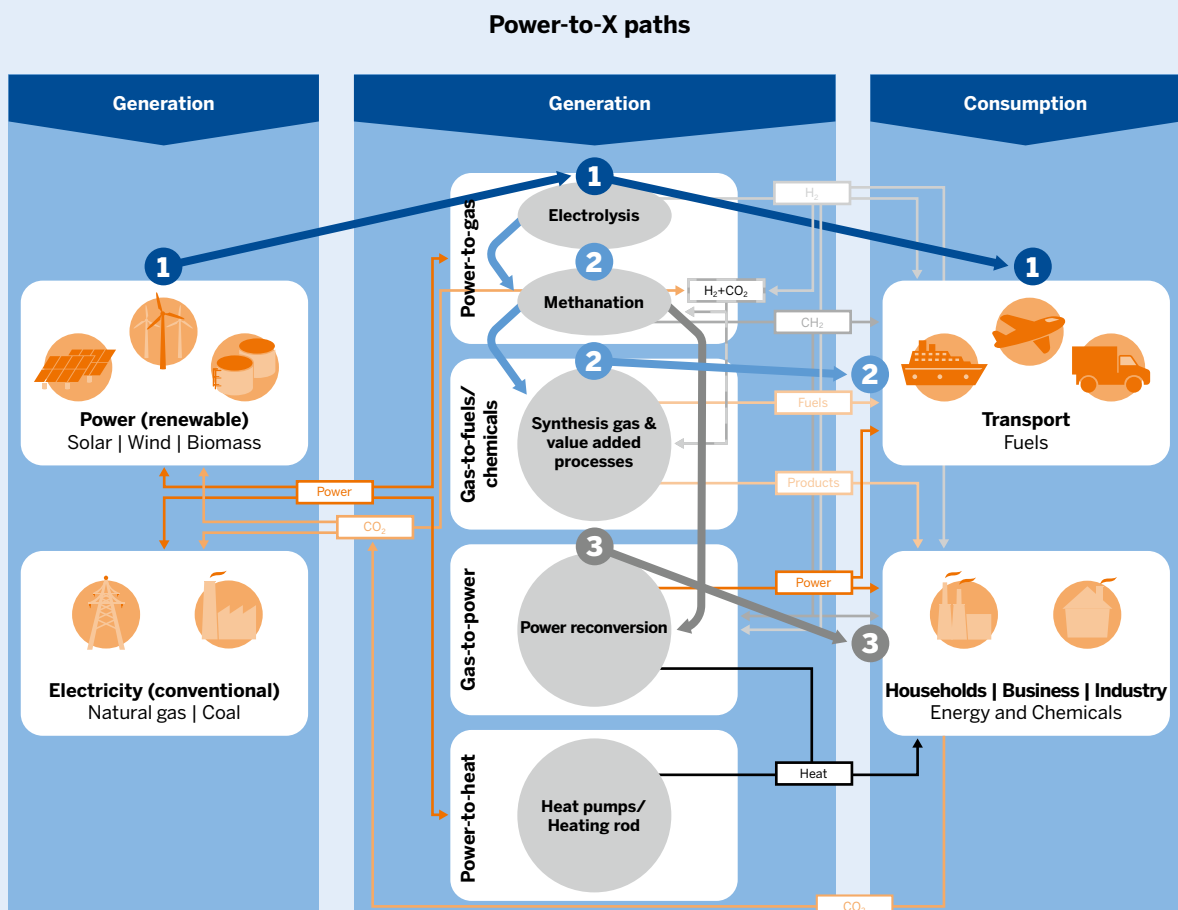 Power-to-X paths
Generation
Generation
Consumption
1
Power-to-gas
Electrolysis
H₂
2
1
1
Methanation
H₂+CO₂
CH₂
Power (renewable)
Solar | Wind | Biomass
Gas-to-fuels/
chemicals
2
Synthesis gas &
value added
processes
Fuels
Products
2
Transport
Fuels
Power
CO₂
Electricity (conventional)
Natural gas | Coal
Gas-to-power
3
Power reconversion
Power
3
Households | Business | Industry
Energy and Chemicals
Power-to-heat
Heat pumps/
Heating rod
Heat
CO₂